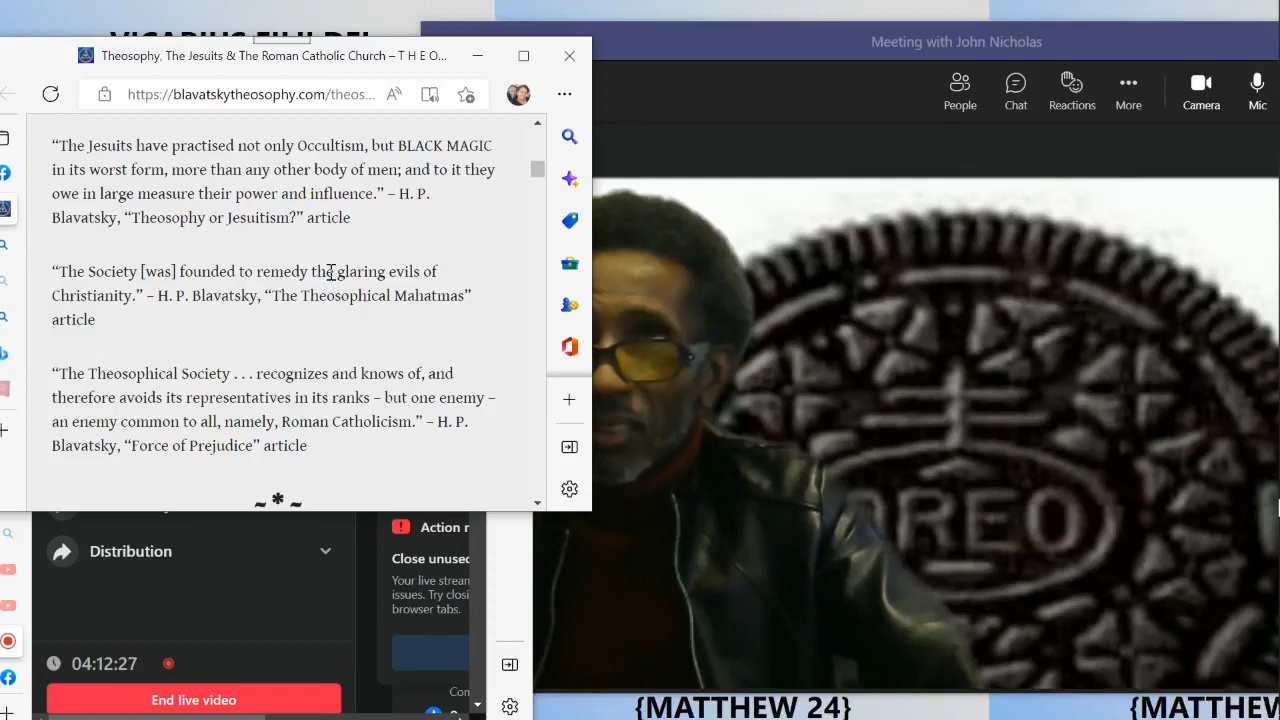 Meeting with John Nicholas
Theosophy, The Jesuits & The Roman Catholic Church – T H E O...
https://blavatskytheosophy.com/theos...
People
Chat
Reactions
More
Camera
Mic
“The Jesuits have practised not only Occultism, but BLACK MAGIC
in its worst form, more than any other body of men; and to it they
owe in large measure their power and influence.” – H. P.
Blavatsky, “Theosophy or Jesuitism?” article
“The Society [was] founded to remedy the glaring evils of
Christianity.” – H. P. Blavatsky, “The Theosophical Mahatmas”
article
“The Theosophical Society . . . recognizes and knows of, and
therefore avoids its representatives in its ranks – but one enemy –
an enemy common to all, namely, Roman Catholicism.” – H. P.
Blavatsky, “Force of Prejudice” article
~*~
OREO
Distribution
Action
Close unused
Your live
issues. Try
browser tabs.
04:12:27
End live video
{MATTHEW 24}
{MATTHEW